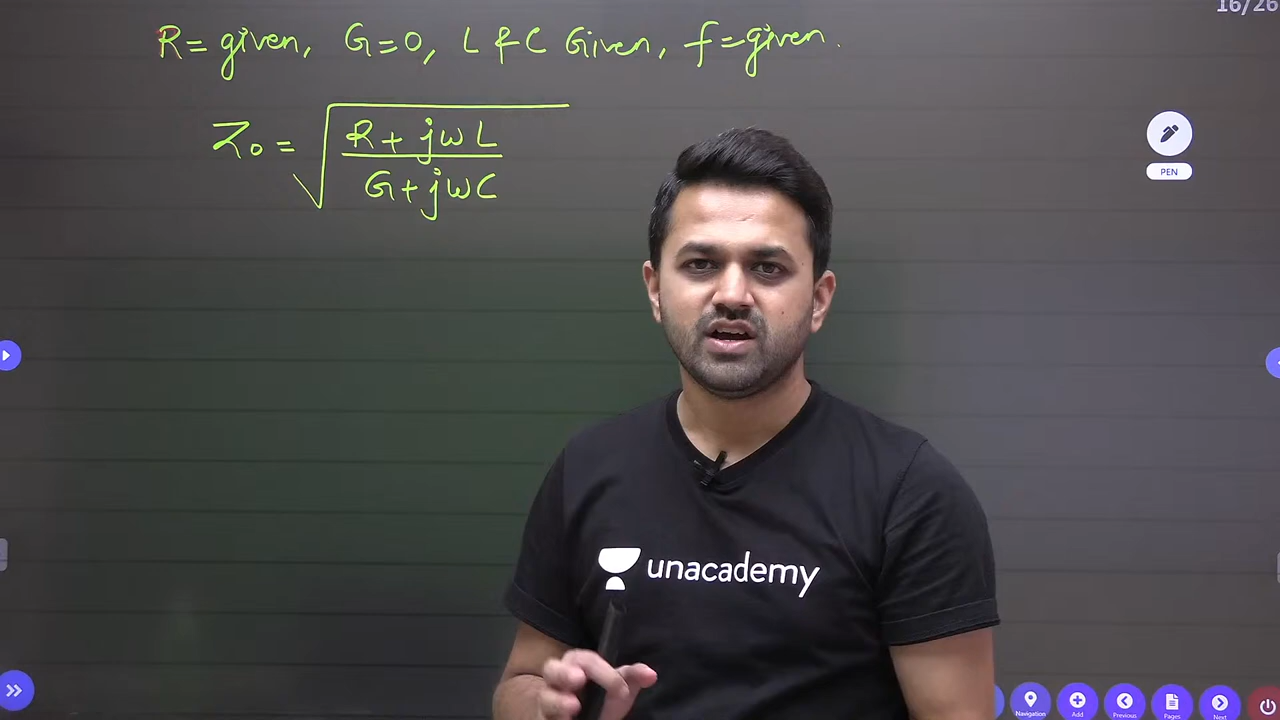 16/26
R = given, G=0, L & C Given, f=given.
Z₀ = √((R + jωL)/(G + jωC))
PEN
unacademy
Navigation
Add
Previous
Pages
Next